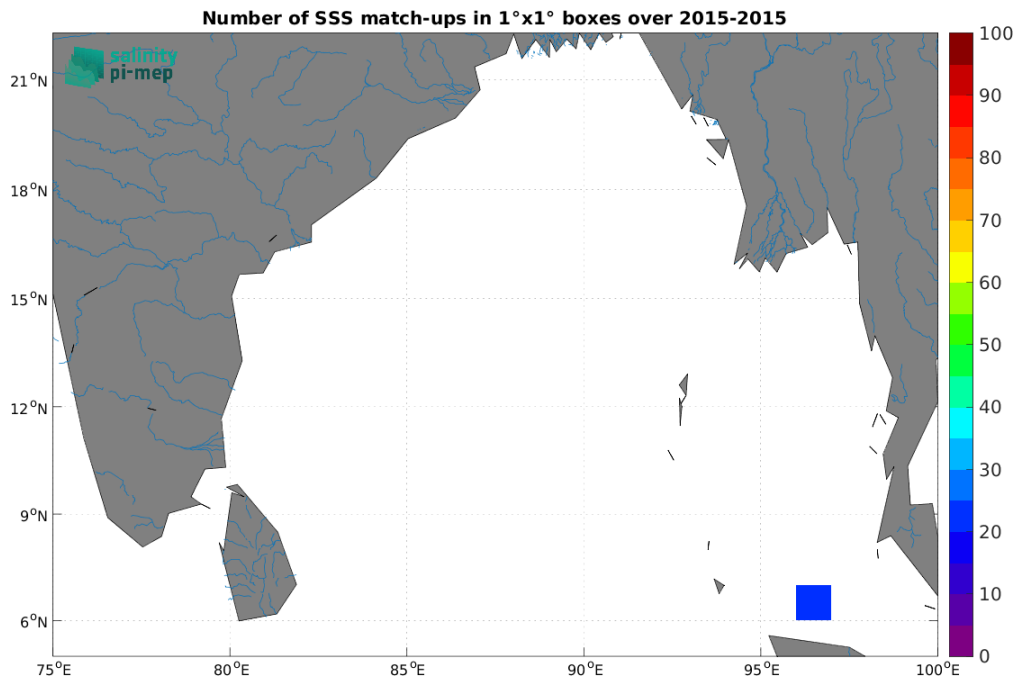 Number of SSS match-ups in 1°x1° boxes over 2015-2015
salinity
pi-mep
21°N
18°N
15°N
12°N
9°N
6°N
75°E
80°E
85°E
90°E
95°E
100°E
100
90
80
70
60
50
40
30
20
10
0